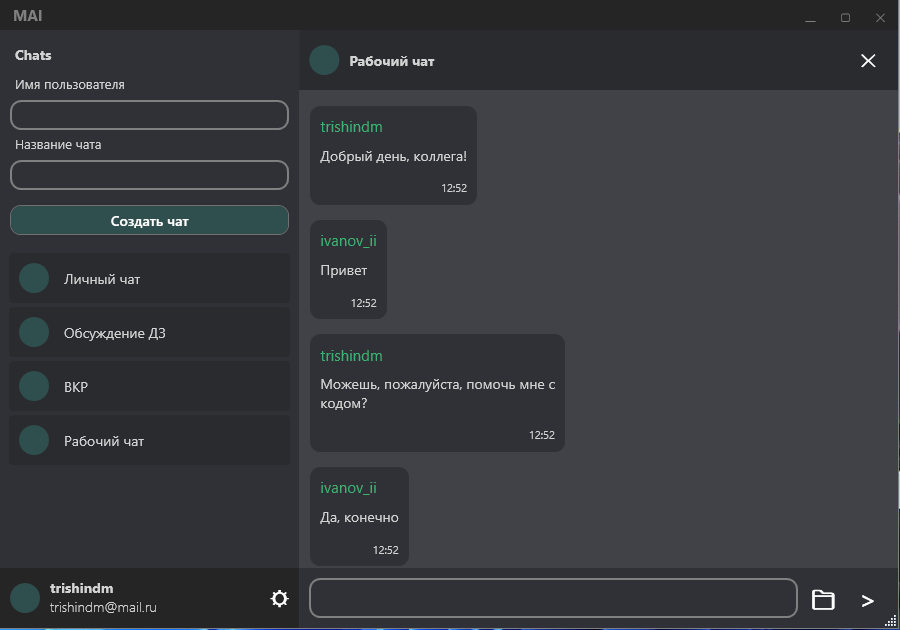 MAI
Chats
Имя пользователя
Название чата
Создать чат
Личный чат
Обсуждение ДЗ
ВКР
Рабочий чат
trishindm
trishindm@mail.ru
Рабочий чат
trishindm
Добрый день, коллега!
12:52
ivanov_ii
Привет
12:52
trishindm
Можешь, пожалуйста, помочь мне с
кодом?
12:52
ivanov_ii
Да, конечно
12:52